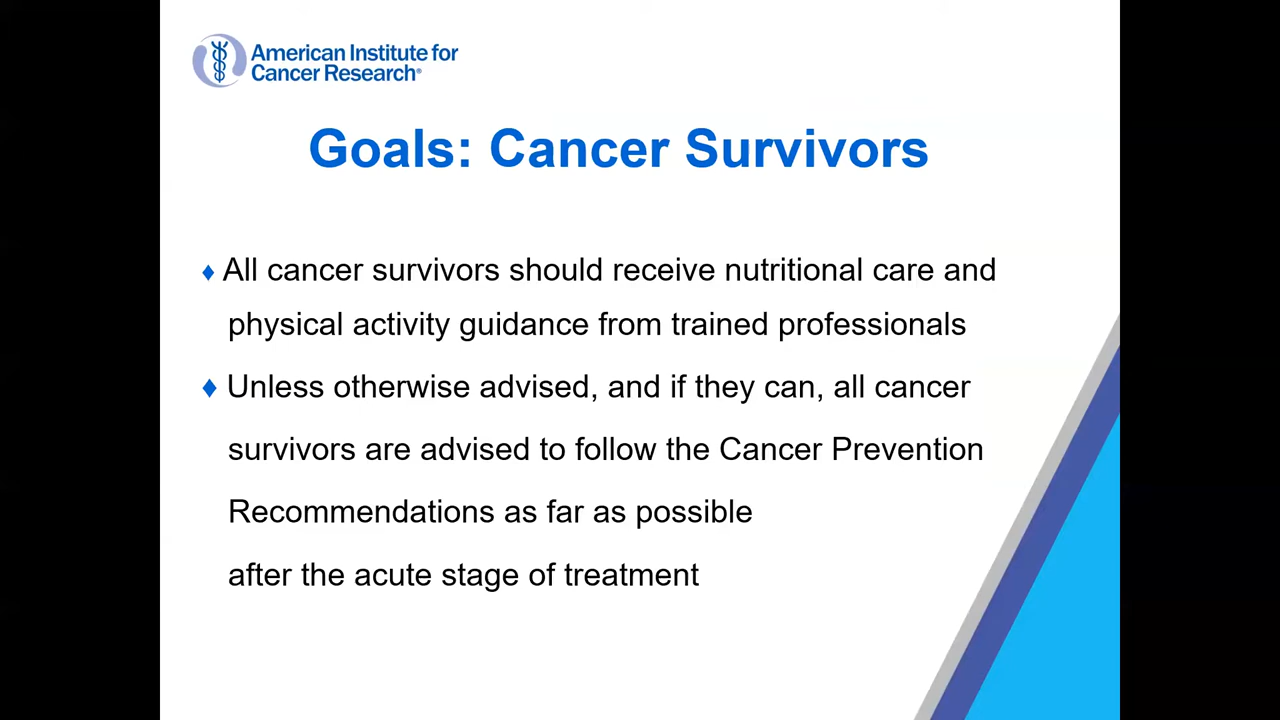 American Institute for
Cancer Research®
Goals: Cancer Survivors
♦ All cancer survivors should receive nutritional care and
physical activity guidance from trained professionals
♦ Unless otherwise advised, and if they can, all cancer
survivors are advised to follow the Cancer Prevention
Recommendations as far as possible
after the acute stage of treatment